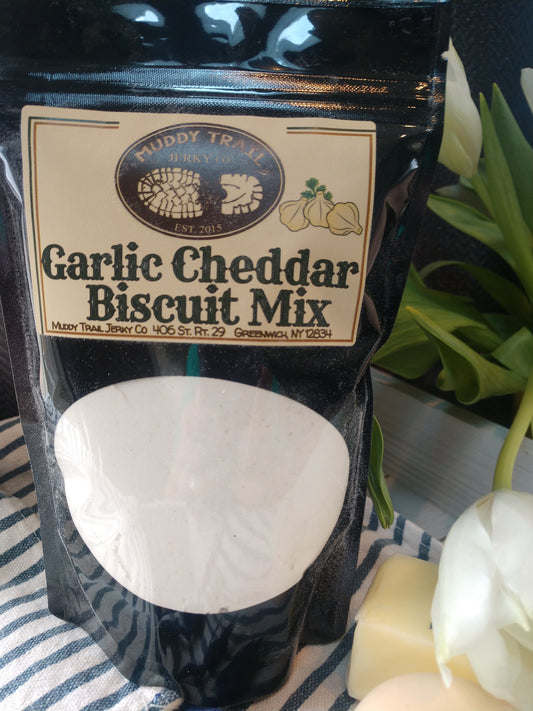 MUDDY TRAIL
JERKY CO.
EST. 2015
Garlic Cheddar
Biscuit Mix
Muddy Trail Jerky Co 406 St. Rt. 29 Greenwich, NY 12834